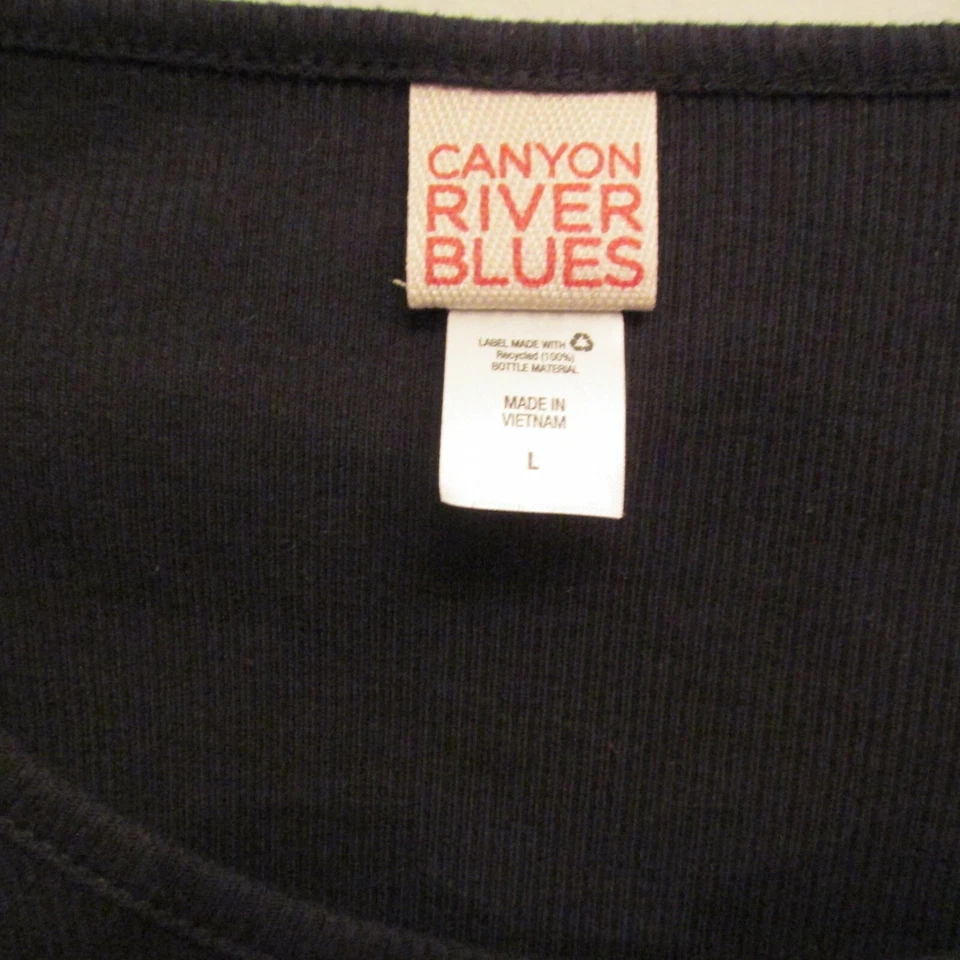 CANYON
RIVER
BLUES
LABEL MADE WITH
Recycled (100%)
BOTTLE MATERIAL
MADE IN
VIETNAM
L